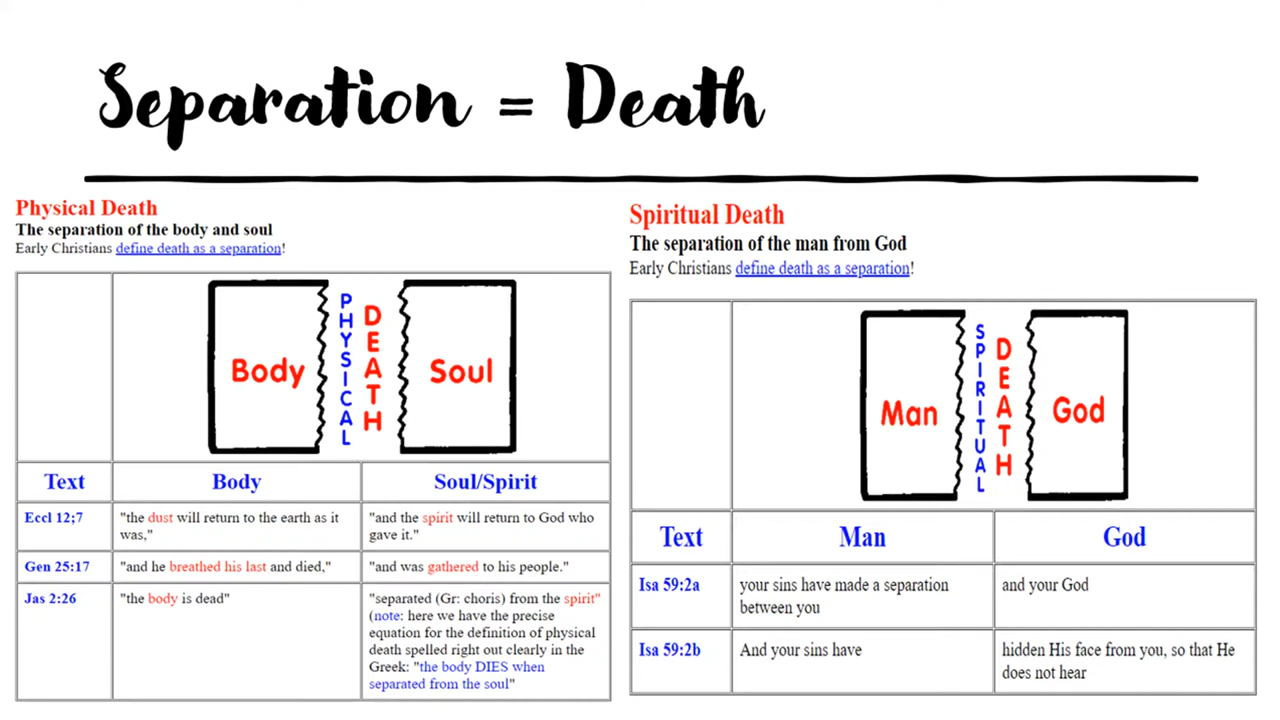 Separation = Death
Physical Death
The separation of the body and soul
Early Christians define death as a separation!
Body
PHYSICAL
DEATH
Soul
Text
Body
Soul/Spirit
Eccl 12;7
"the dust will return to the earth as it
was,"
"and the spirit will return to God who
gave it."
Gen 25:17
"and he breathed his last and died,"
"and was gathered to his people."
Jas 2:26
"the body is dead"
"separated (Gr: choris) from the spirit"
(note: here we have the precise
equation for the definition of physical
death spelled right out clearly in the
Greek: "the body DIES when
separated from the soul"
Spiritual Death
The separation of the man from God
Early Christians define death as a separation!
Man
SPIRITUAL
DEATH
God
Text
Man
God
Isa 59:2a
your sins have made a separation
between you
and your God
Isa 59:2b
And your sins have
hidden His face from you, so that He
does not hear